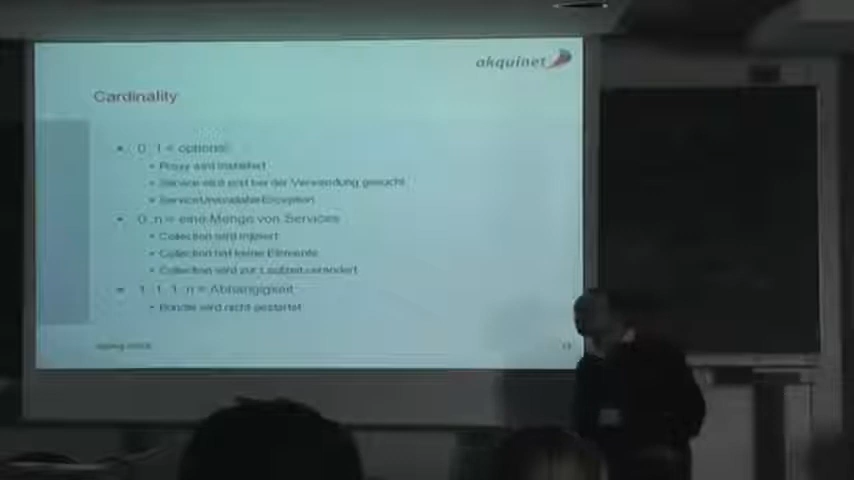 akquinet
Cardinality
• 0..1 = optional
• Proxy wird installiert
• Service wird erst bei der Verwendung gesucht
• ServiceUnavailableException
• 0..n = eine Menge von Services
• Collection wird injiziert
• Collection hat keine Elemente
• Collection wird zur Laufzeit verändert
• 1..1, 1..n = Abhängigkeit
• Bundle wird nicht gestartet